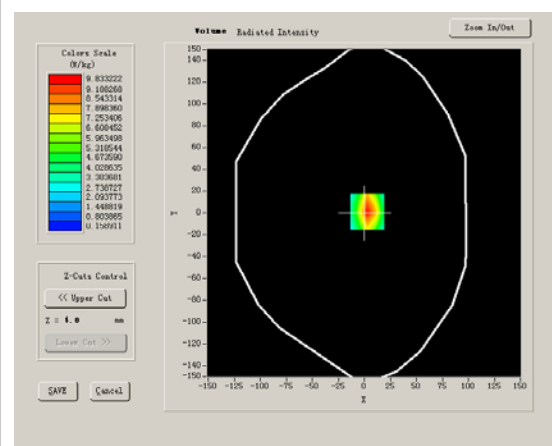 Volume Radiated Intensity
Zoom In/Out
Colors Scale
(W/kg)
9.833222
9.188268
8.543314
7.898360
7.253406
6.608452
5.963498
5.318544
4.673590
4.028635
3.383681
2.738727
2.093773
1.448819
0.803865
0.158911
150
140
120
100
80
60
40
20
0
-20
-40
-60
-80
-100
-120
-140
-150
Y
-150 -125 -100 -75 -50 -25 0 25 50 75 100 125 150
X
Z-Cuts Control
<< Upper Cut
Z = 4.0 mm
Lower Cut >>
SAVE
Cancel